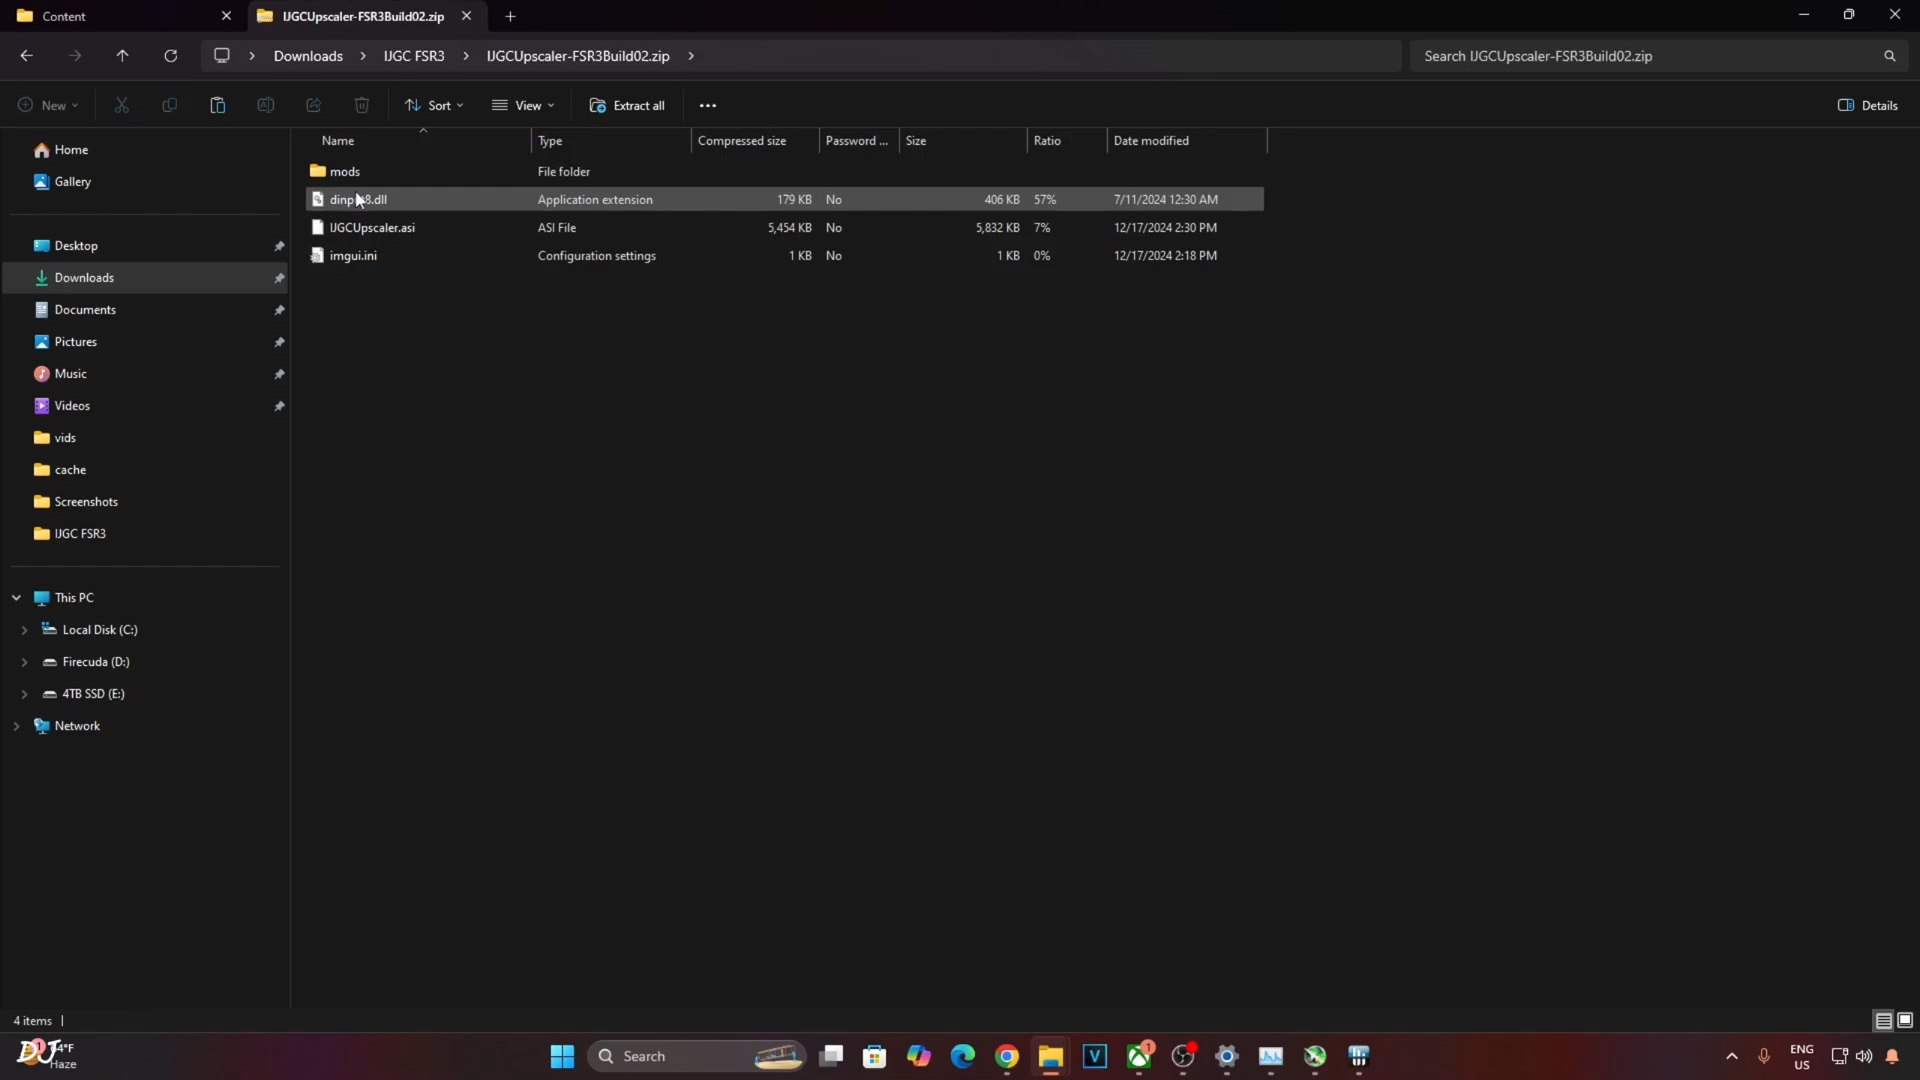 Content
IJGCUpscaler-FSR3Build02.zip
Downloads
IJGC FSR3
IJGCUpscaler-FSR3Build02.zip
Search IJGCUpscaler-FSR3Build02.zip
New
Sort
View
Extract all
Details
Name
Type
Compressed size
Password ...
Size
Ratio
Date modified
mods
File folder
Application extension
179 KB
No
406 KB
57%
7/11/2024 12:30 AM
IJGCUpscaler.asi
ASI File
5,454 KB
No
5,832 KB
7%
12/17/2024 2:30 PM
imgui.ini
Configuration settings
1 KB
No
1 KB
0%
12/17/2024 2:18 PM
Home
Gallery
Desktop
Downloads
Documents
Pictures
Music
Videos
vids
cache
Screenshots
IJGC FSR3
This PC
Local Disk (C:)
Firecuda (D:)
4TB SSD (E:)
Network
4 items
DJ
Haze
Search
V
1
ENG
US